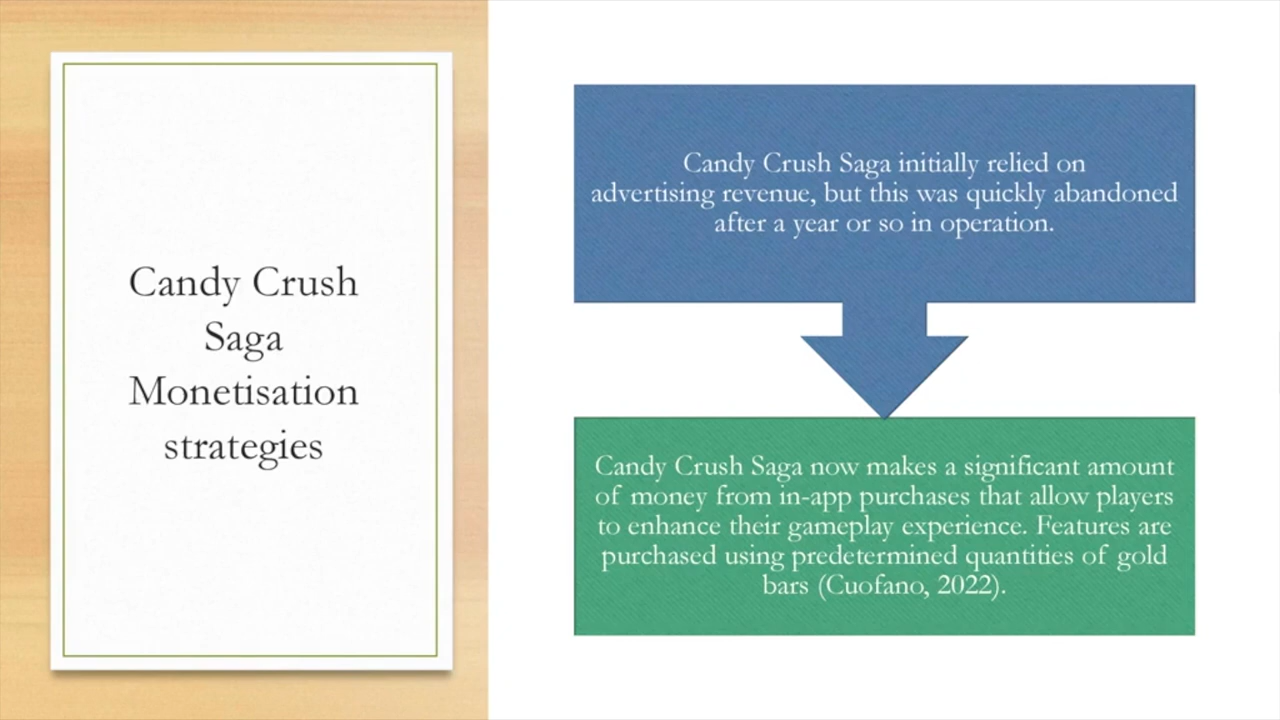 Candy Crush
Saga
Monetisation
strategies
Candy Crush Saga initially relied on
advertising revenue, but this was quickly abandoned
after a year or so in operation.
Candy Crush Saga now makes a significant amount
of money from in-app purchases that allow players
to enhance their gameplay experience. Features are
purchased using predetermined quantities of gold
bars (Cuofano, 2022).